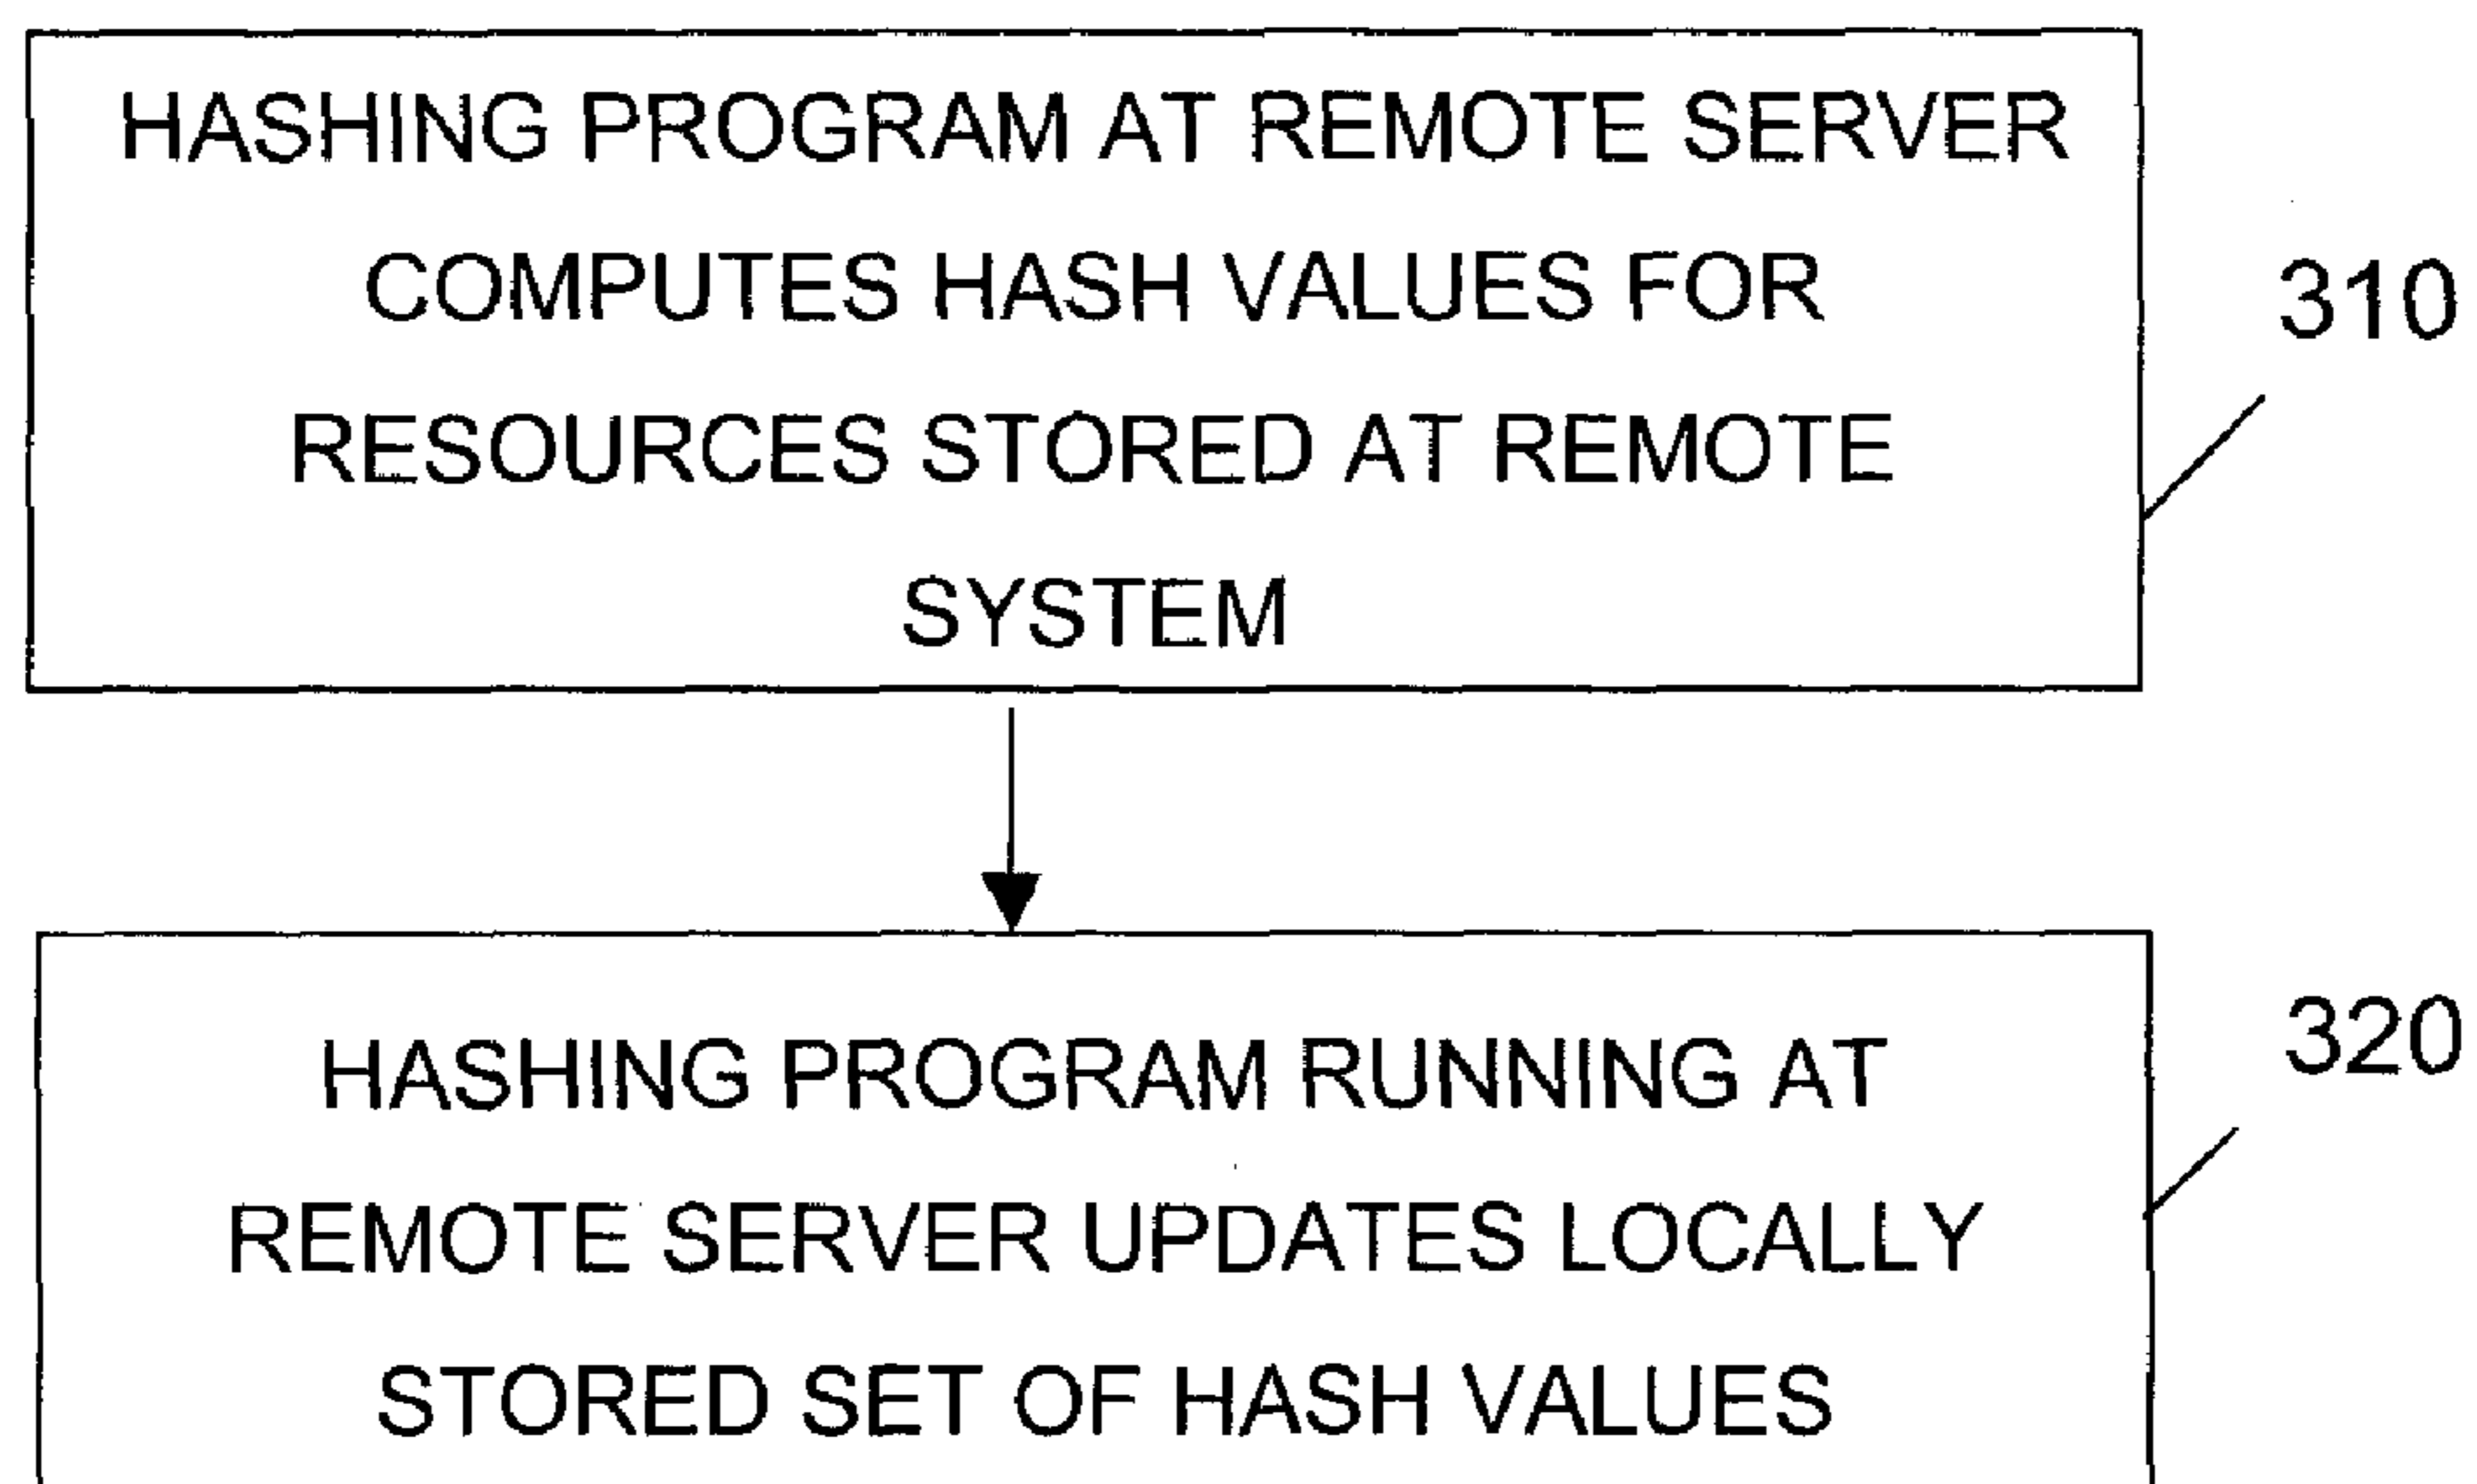 HASHING PROGRAM AT REMOTE SERVER
COMPUTES HASH VALUES FOR
RESOURCES STORED AT REMOTE
SYSTEM
310
HASHING PROGRAM RUNNING AT
REMOTE SERVER UPDATES LOCALLY
STORED SET OF HASH VALUES
320